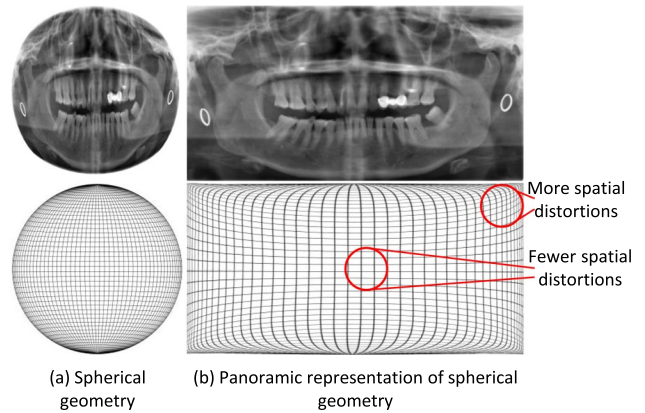 More spatial
distortions
Fewer spatial
distortions
(a) Spherical
geometry
(b) Panoramic representation of spherical
geometry